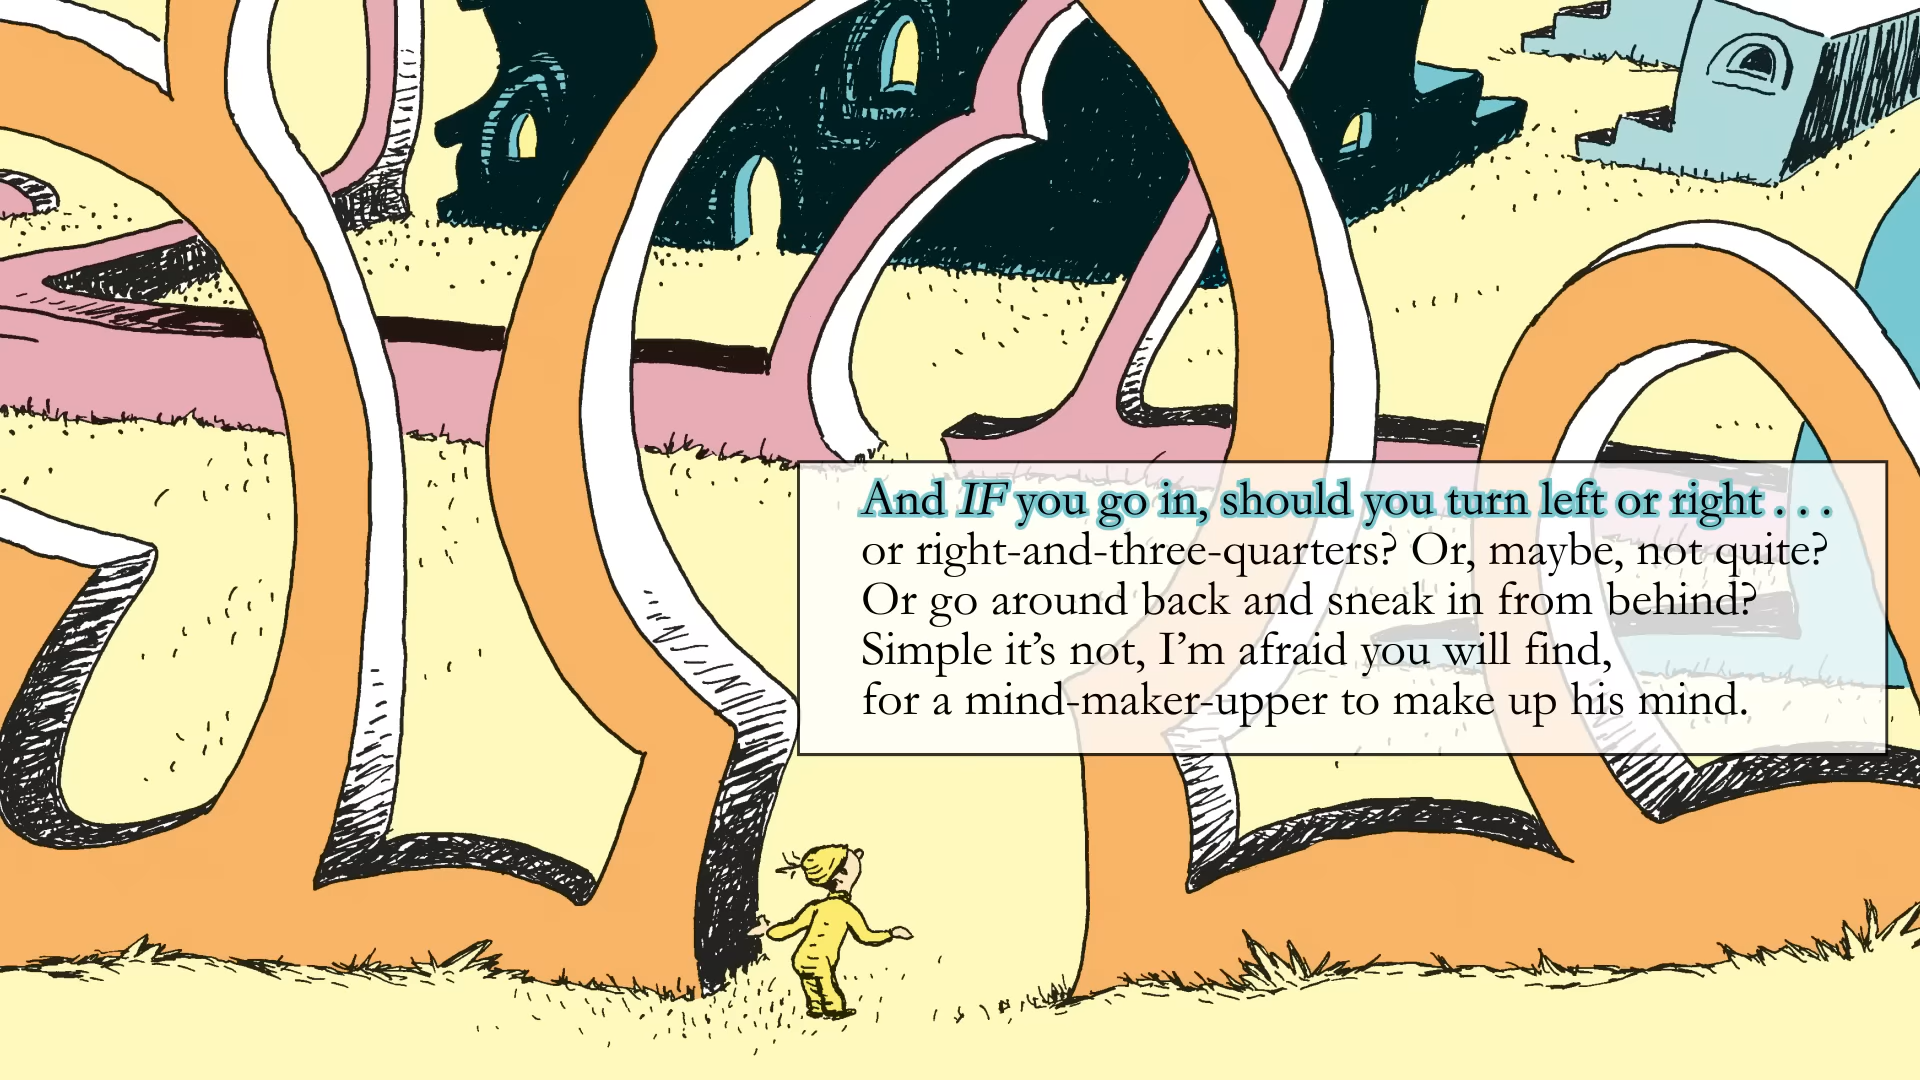 And IF you go in, should you turn left or right . . .
or right-and-three-quarters? Or, maybe, not quite?
Or go around back and sneak in from behind?
Simple it’s not, I’m afraid you will find,
for a mind-maker-upper to make up his mind.